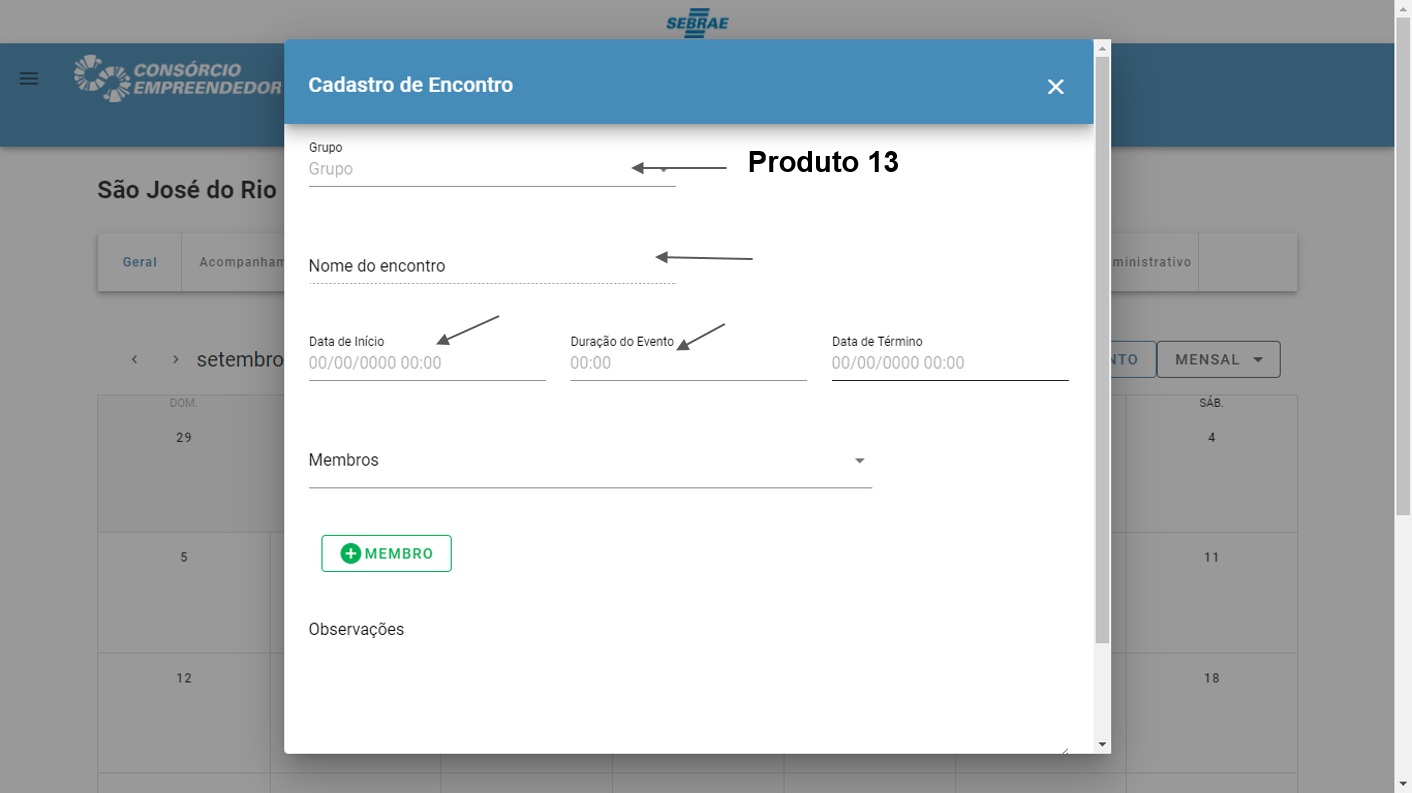 SEBRAE
CONSÓRCIO
EMPREENDEDOR
Cadastro de Encontro
Grupo
Grupo
Produto 13
São José do Rio
Geral
Acompanham
ministrativo
Nome do encontro
Data de Início
Duração do Evento
Data de Término
00/00/0000 00:00
00:00
00/00/0000 00:00
setembro
NTO
MENSAL
DOM.
SÁB.
29
4
Membros
MEMBRO
5
11
Observações
12
18